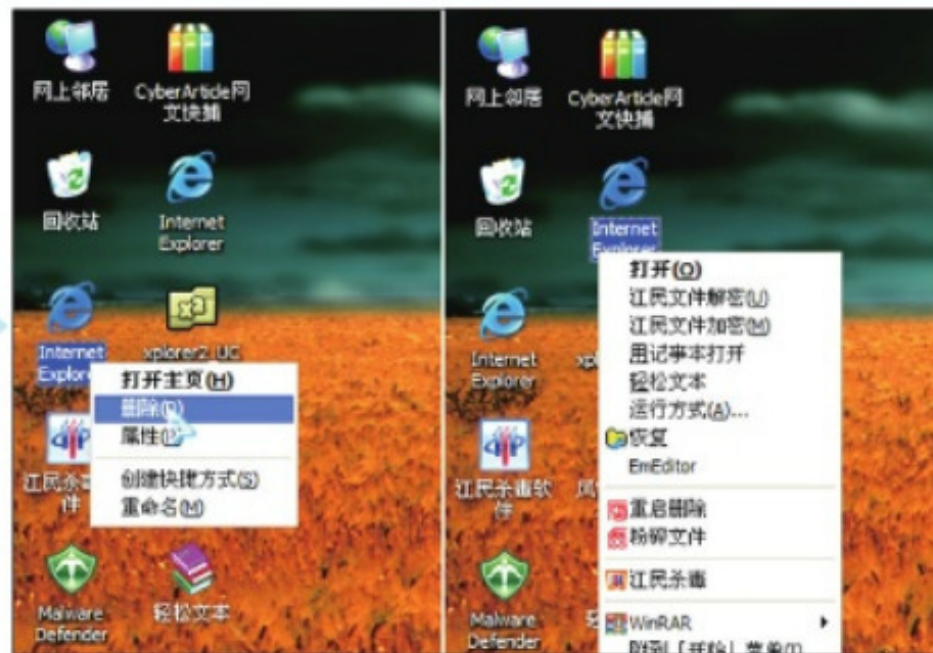 网上邻居
CyberArticle网
文快捕
回收站
Internet
Explorer
Internet
xplorer2_UC
打开主页(H)
删除(D)
属性(P)
创建快捷方式(S)
重命名(M)
江民杀
件
Malware
Defender
轻松文本
网上邻居
CyberArticle网
文快捕
回收站
Internet
Explorer
打开(O)
江民文件解密(U)
江民文件加密(M)
用记事本打开
轻松文本
运行方式(A)...
恢复
EmEditor
重启删除
粉碎文件
江民杀毒
WinRAR
附到「开始」菜单(I)
Internet
Explorer
江民杀毒软
件
Malware
Defender